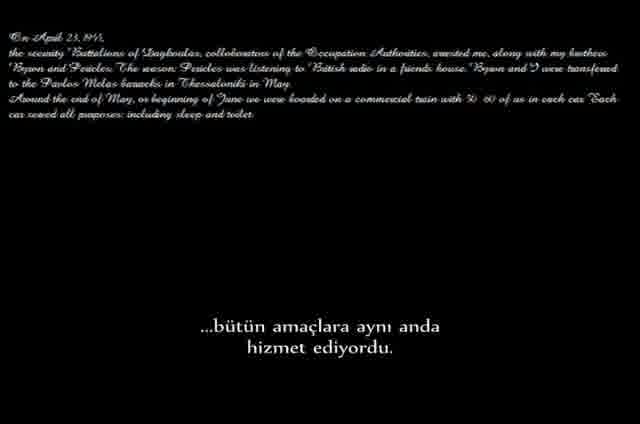 On April 23, 1944,
the security Battalions of Dagkoulas, collaborators of the Occupation Authorities, arrested me, along with my brothers
Byron and Pericles. The reason: Pericles was listening to British radio in a friends house. Byron and I were transferred
to the Pavlos Melas barracks in Thessaloniki in May.
Around the end of May, or beginning of June we were boarded on a commercial train with 50 60 of us in each car. Each
car served all purposes: including sleep and toilet.
...bütün amaçlara aynı anda
hizmet ediyordu.